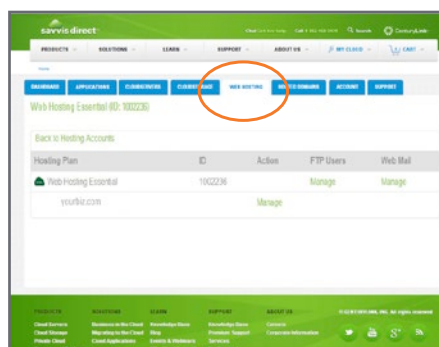 savvisdirect
Search
CenturyLink
PRODUCTS
SOLUTIONS
LEARN
SUPPORT
ABOUT US
MY CLOUD
CART
Home
DASHBOARD
APPLICATIONS
WEB HOSTING
ACCOUNT
SUPPORT
Web Hosting Essential (ID: 1002236)
Back to Hosting Accounts
Hosting Plan ID Action FTP Users Web Mail
Web Hosting Essential 1002236 Manage Manage
yourbiz.com Manage
PRODUCTS
SOLUTIONS
LEARN
SUPPORT
ABOUT US
Cloud Servers Business in the Cloud Knowledge Base Knowledge Base Careers
Cloud Storage Migrating to the Cloud Blog Premium Support Corporate Information
Private Cloud Cloud Applications Events & Webinars Services